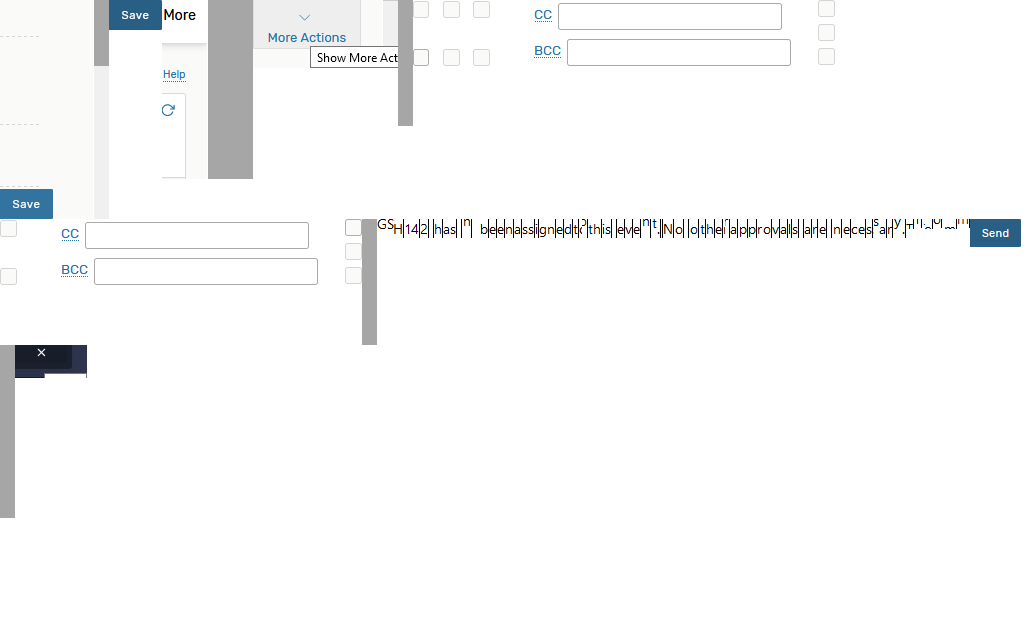 Save
More
More Actions
Show More Act
Help
CC
BCC
Save
CC
BCC
GSH142 has been assigned to this event. No other approvals are necessary.
Send